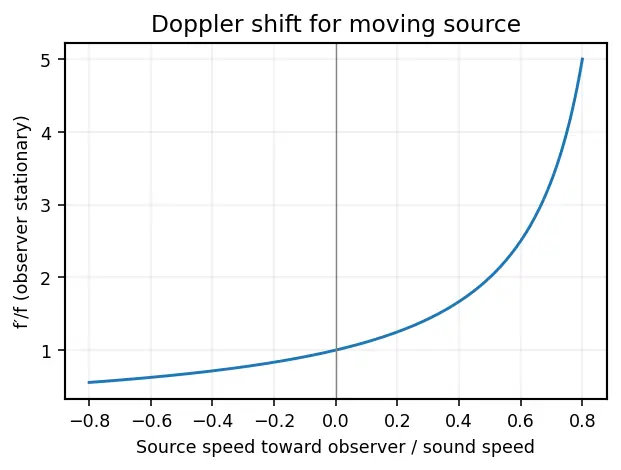 Doppler shift for moving source
f′/f (observer stationary)
5
4
3
2
1
−0.8 −0.6 −0.4 −0.2 0.0 0.2 0.4 0.6 0.8
Source speed toward observer / sound speed